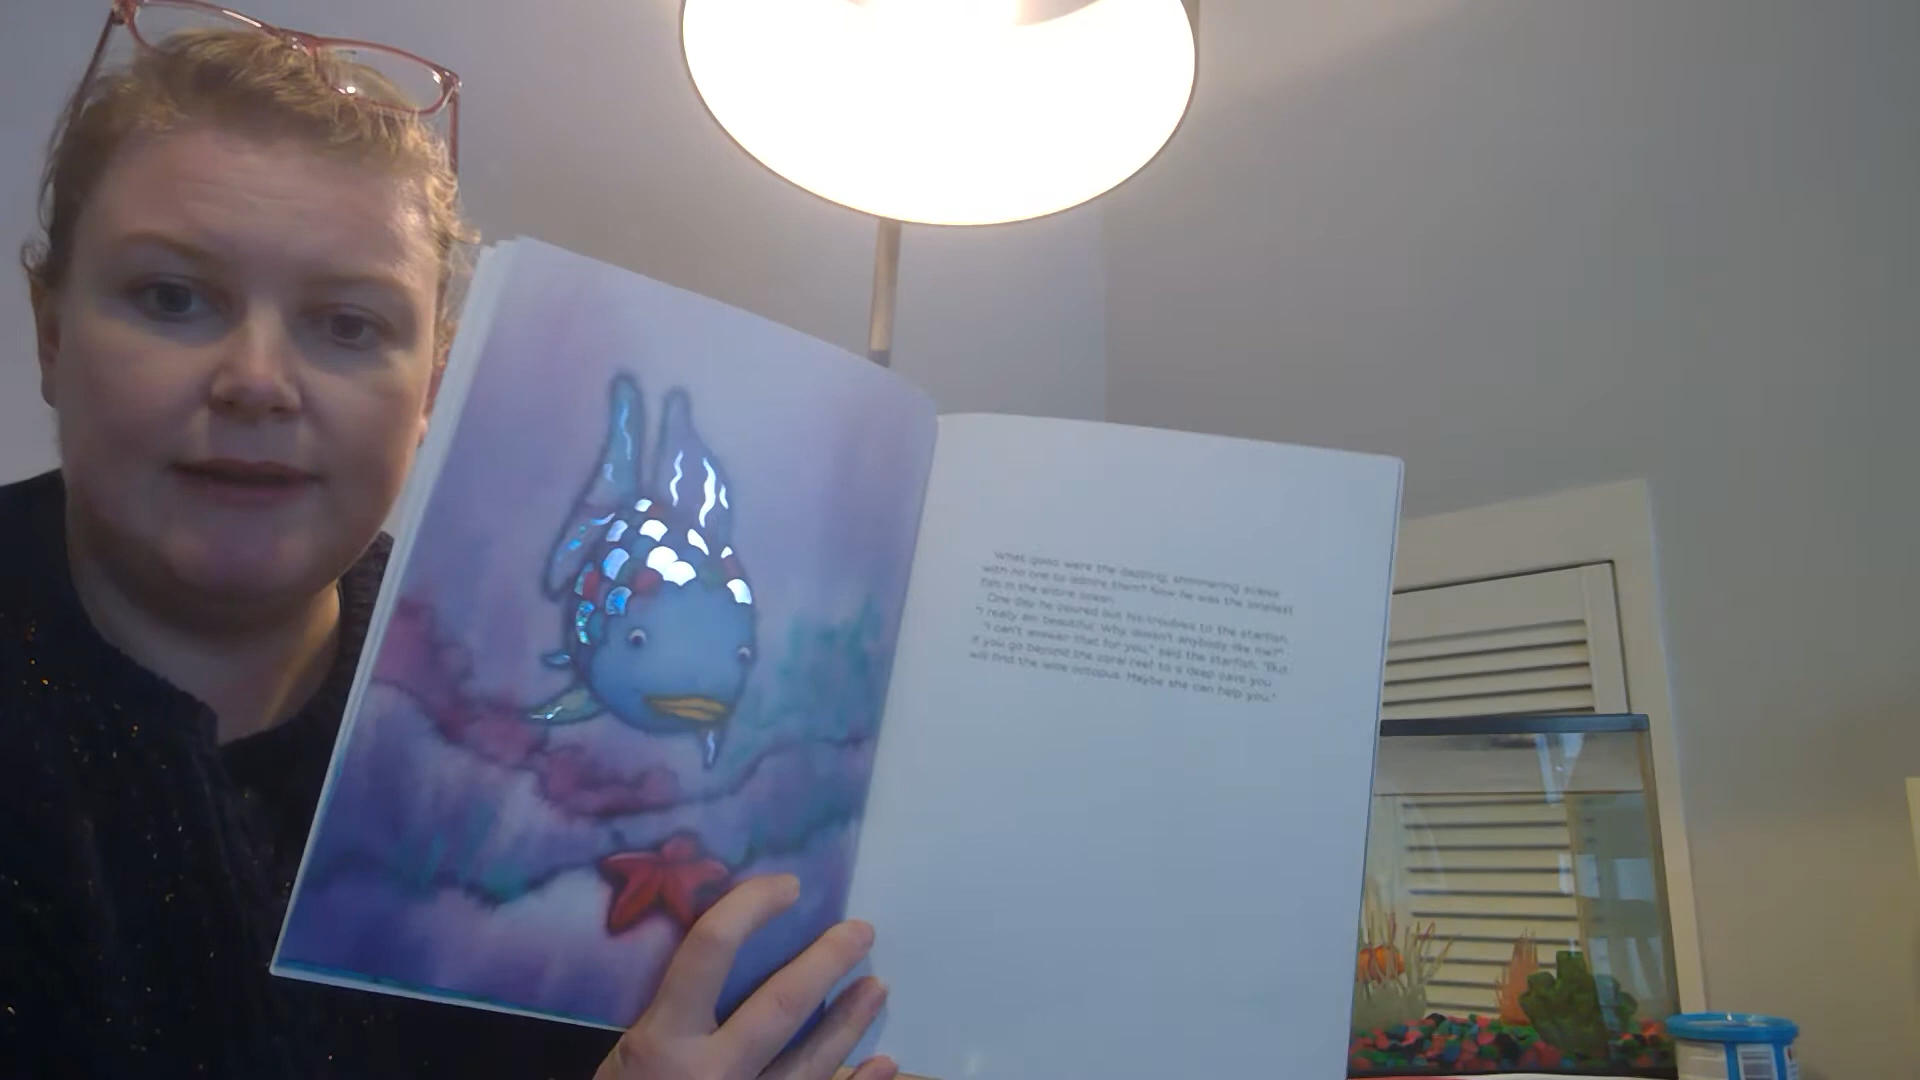 What good were the dazzling, shimmering scales
with no one to admire them? Now he was the loneliest
fish in the entire ocean.
One day he poured out his troubles to the starfish.
"I really am beautiful. Why doesn't anybody like me?"
"I can't answer that for you," said the starfish. "But
if you go beyond the coral reef to a deep cave you
will find the wise octopus. Maybe she can help you."